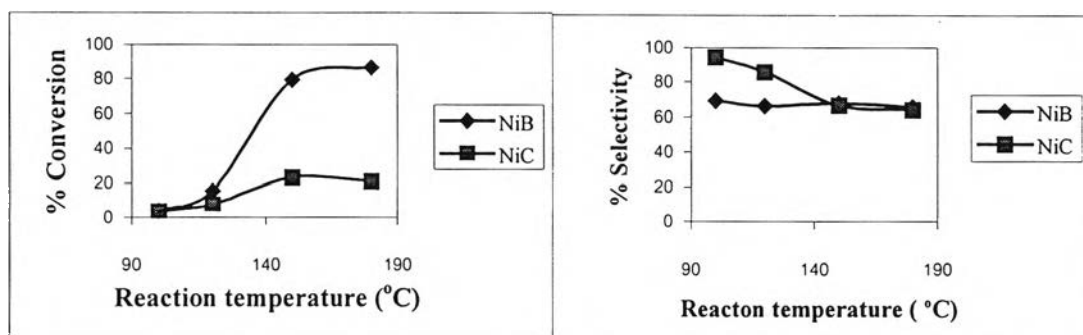 % Conversion
100
80
60
40
20
0
90 140 190
Reaction temperature (°C)
NiB
NiC
% Selectivity
100
80
60
40
20
0
90 140 190
Reacton temperature ( °C)
NiB
NiC